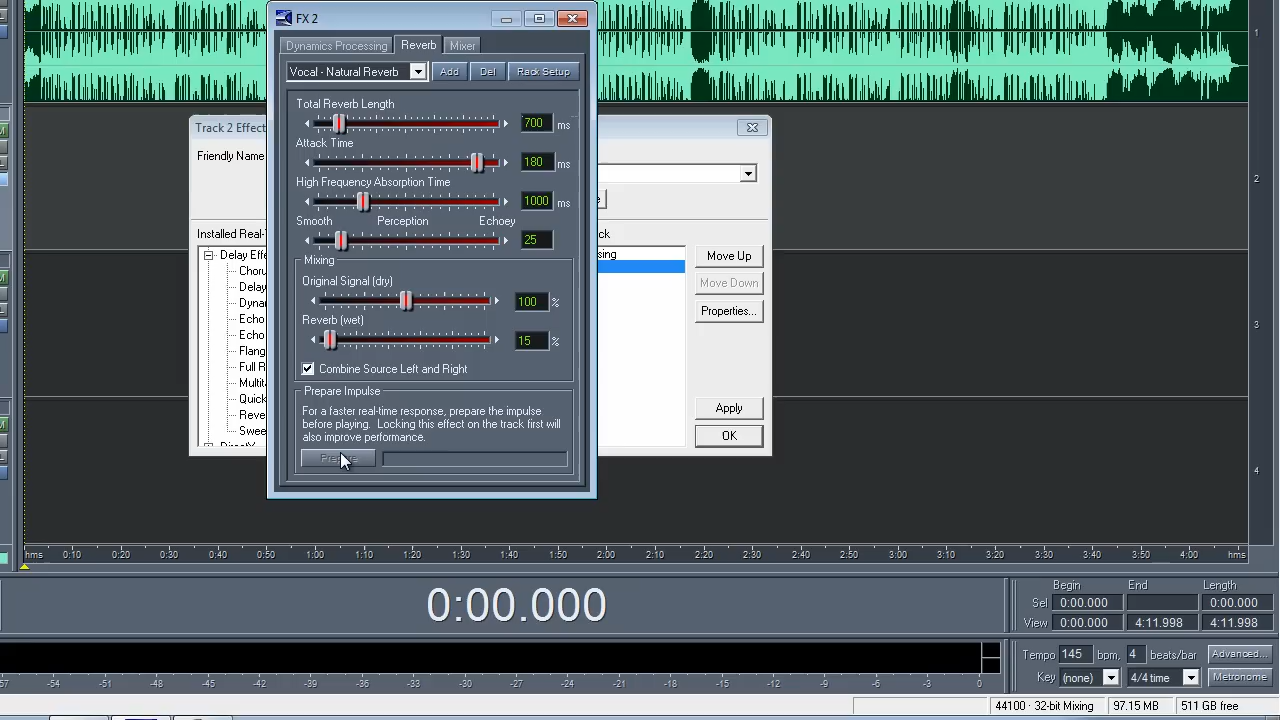 FX 2
Dynamics Processing Reverb Mixer
Vocal - Natural Reverb Add Del Rack Setup
Total Reverb Length
700 ms
Attack Time
180 ms
High Frequency Absorption Time
1000 ms
Smooth Perception Echoey
25
Mixing
Original Signal (dry)
100 %
Reverb (wet)
15 %
Combine Source Left and Right
Prepare Impulse
For a faster real-time response, prepare the impulse
before playing. Locking this effect on the track first will
also improve performance.
Track 2 Effect
Friendly Name
Installed Real-
Delay Effe
Choru
Delay
Dynar
Echo
Echo
Flang
Full R
Multit
Quick
Reve
Swee
DirectX
ck
sing
Move Up
Move Down
Properties...
Apply
OK
1
2
3
4
hms 0:10 0:20 0:30 0:40 0:50 1:00 1:10 1:20 1:30 1:40 1:50 2:00 2:10 2:20 2:30 2:40 2:50 3:00 3:10 3:20 3:30 3:40 3:50 4:00 hms
0:00.000
Begin End Length
Sel 0:00.000 0:00.000
View 0:00.000 4:11.998 4:11.998
Tempo 145 bpm, 4 beats/bar Advanced...
Key (none) 4/4 time Metronome
57 -54 -51 -48 -45 -42 -39 -36 -33 -30 -27 -24 -21 -18 -15 -12 -9 -6 -3 0
44100 · 32-bit Mixing 97.15 MB 511 GB free